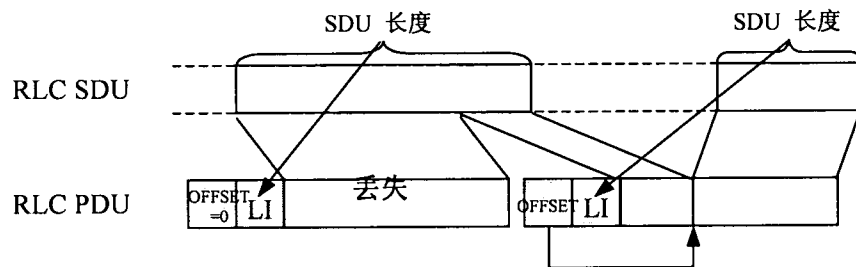 SDU 长度
SDU 长度
RLC SDU
RLC PDU
OFFSET
=0
LI
丢失
OFFSET
LI